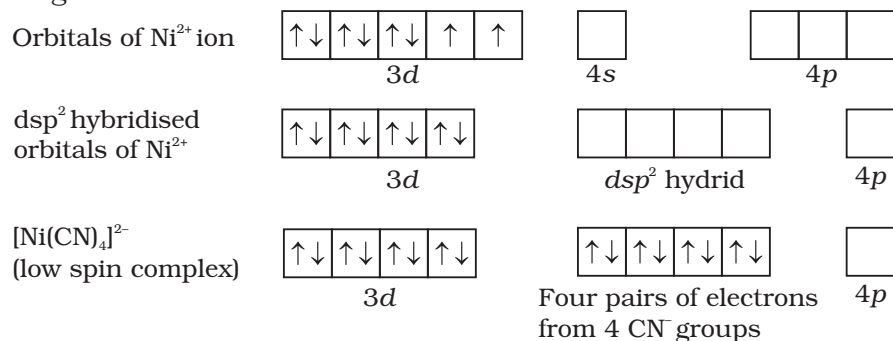 Orbitals of Ni²⁺ ion ↑↓ ↑↓ ↑↓ ↑ ↑
3d 4s 4p
dsp² hybridised
orbitals of Ni²⁺ ↑↓ ↑↓ ↑↓ ↑↓
3d dsp² hydrid 4p
[Ni(CN)₄]²⁻
(low spin complex) ↑↓ ↑↓ ↑↓ ↑↓ ↑↓ ↑↓ ↑↓ ↑↓
3d Four pairs of electrons 4p
from 4 CN⁻ groups